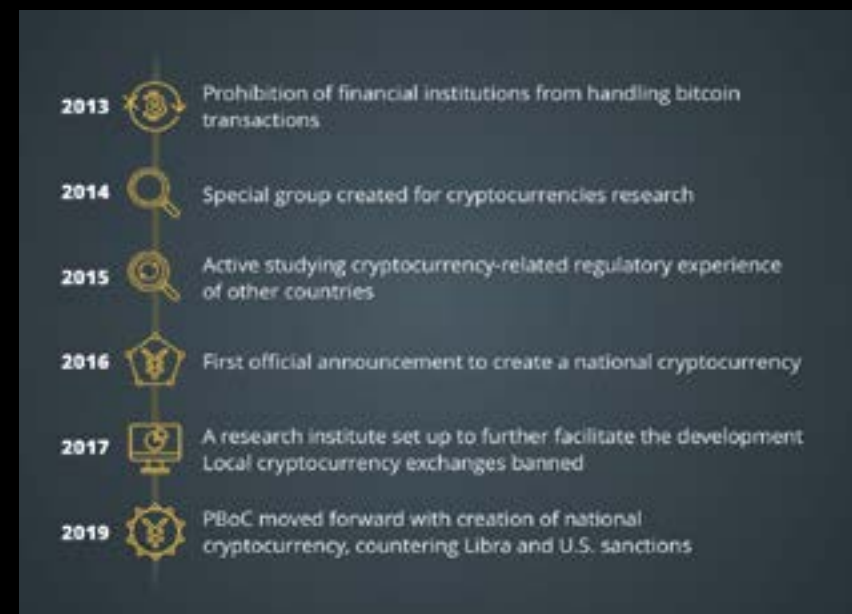 2013
Prohibition of financial institutions from handling bitcoin
transactions
2014
Special group created for cryptocurrencies research
2015
Active studying cryptocurrency-related regulatory experience
of other countries
2016
First official announcement to create a national cryptocurrency
2017
A research institute set up to further facilitate the development
Local cryptocurrency exchanges banned
2019
PBoC moved forward with creation of national
cryptocurrency, countering Libra and U.S. sanctions